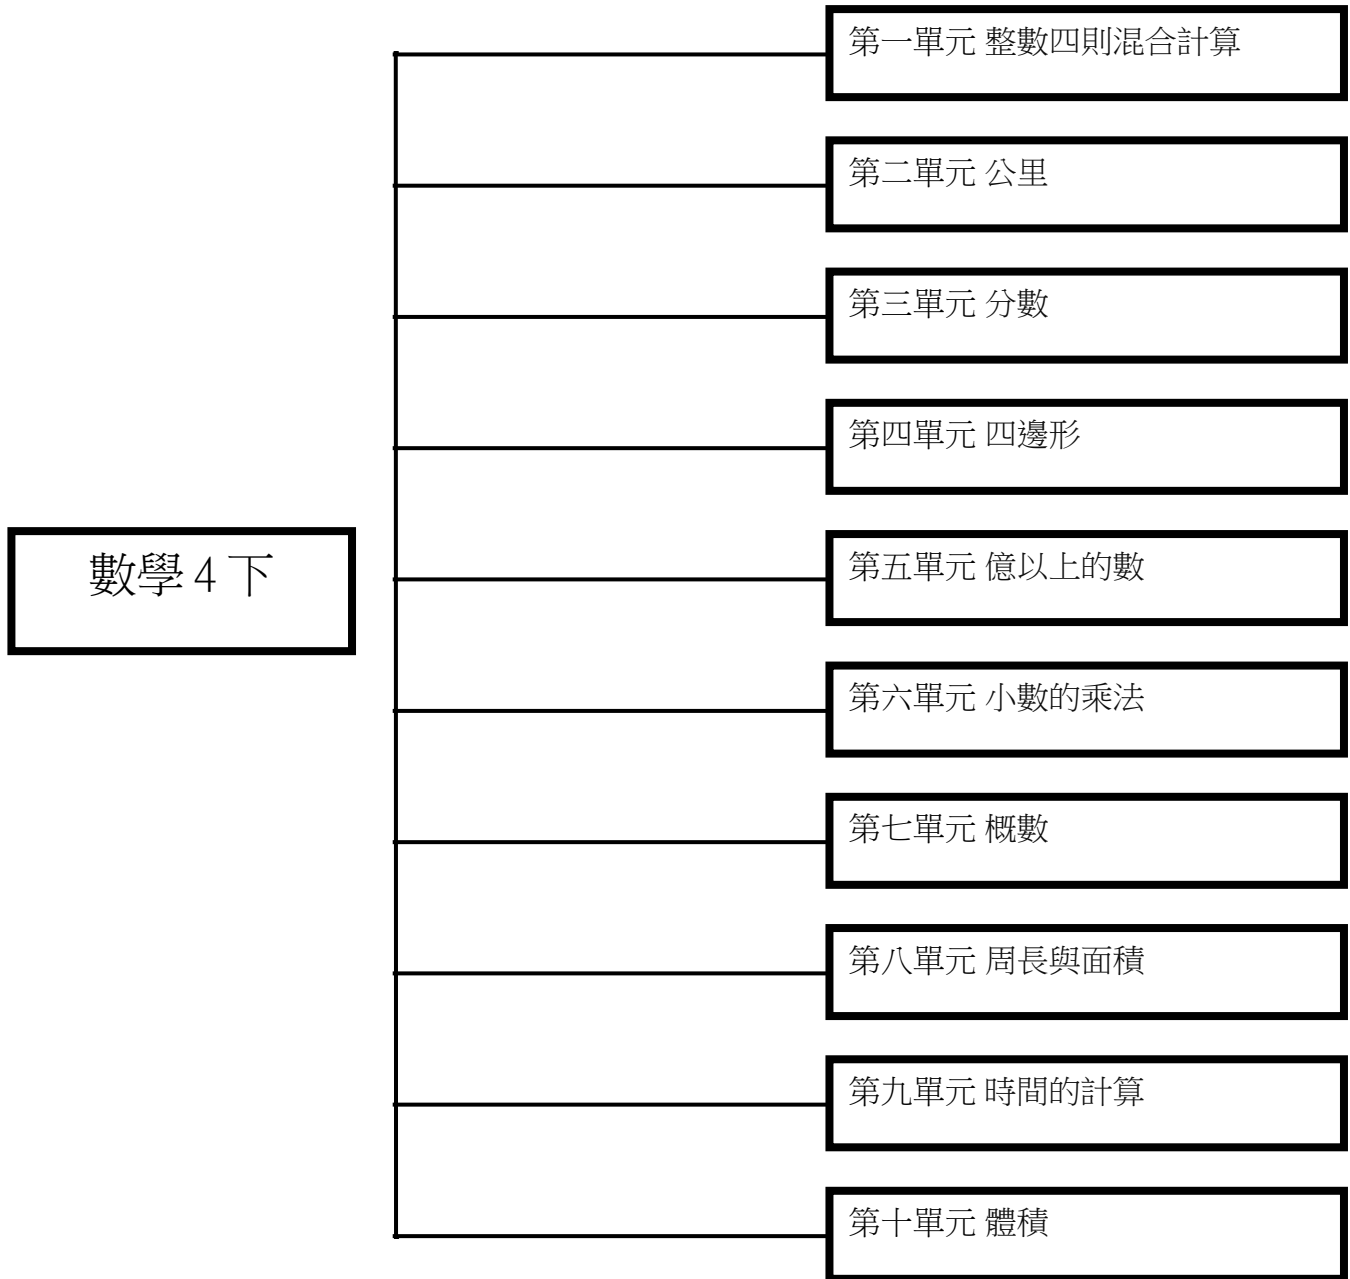 第一單元 整數四則混合計算
第二單元 公里
第三單元 分數
第四單元 四邊形
數學 4 下
第五單元 億以上的數
第六單元 小數的乘法
第七單元 概數
第八單元 周長與面積
第九單元 時間的計算
第十單元 體積